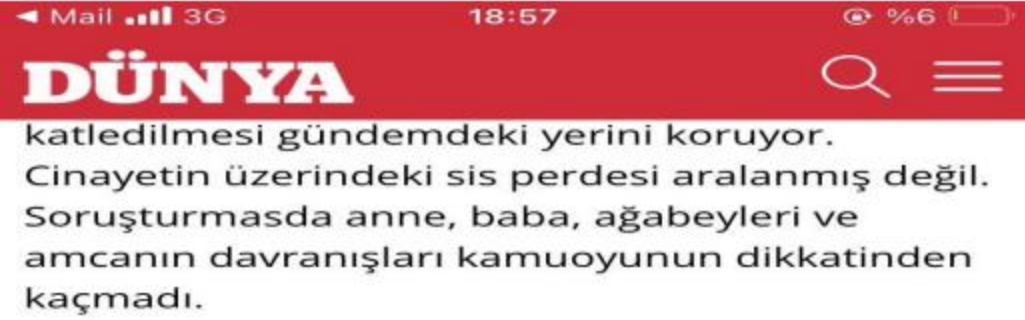 ◄ Mail 3G 18:57 %6
DÜNYA
katledilmesi gündemdeki yerini koruyor.
Cinayetin üzerindeki sis perdesi aralanmış değil.
Soruşturmasda anne, baba, ağabeyleri ve
amcanın davranışları kamuoyunun dikkatinden
kaçmadı.